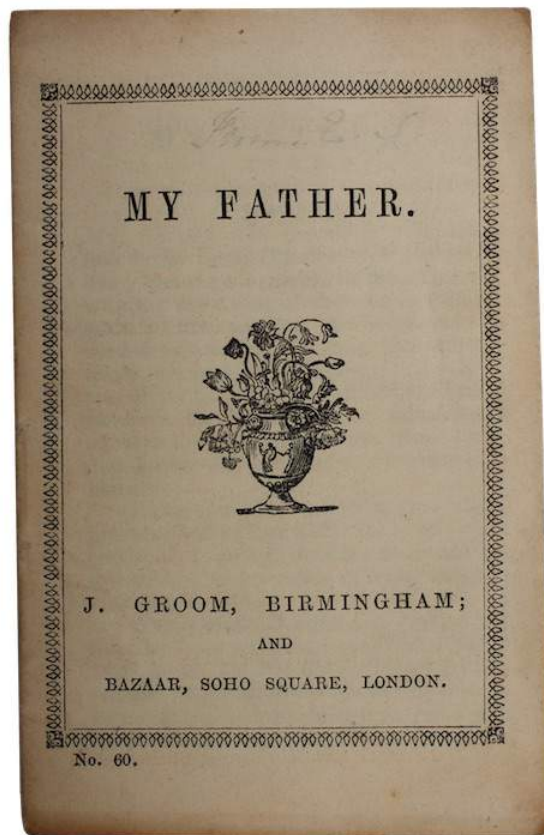 MY FATHER.
J. GROOM, BIRMINGHAM;
AND
BAZAAR, SOHO SQUARE, LONDON.
No. 60.